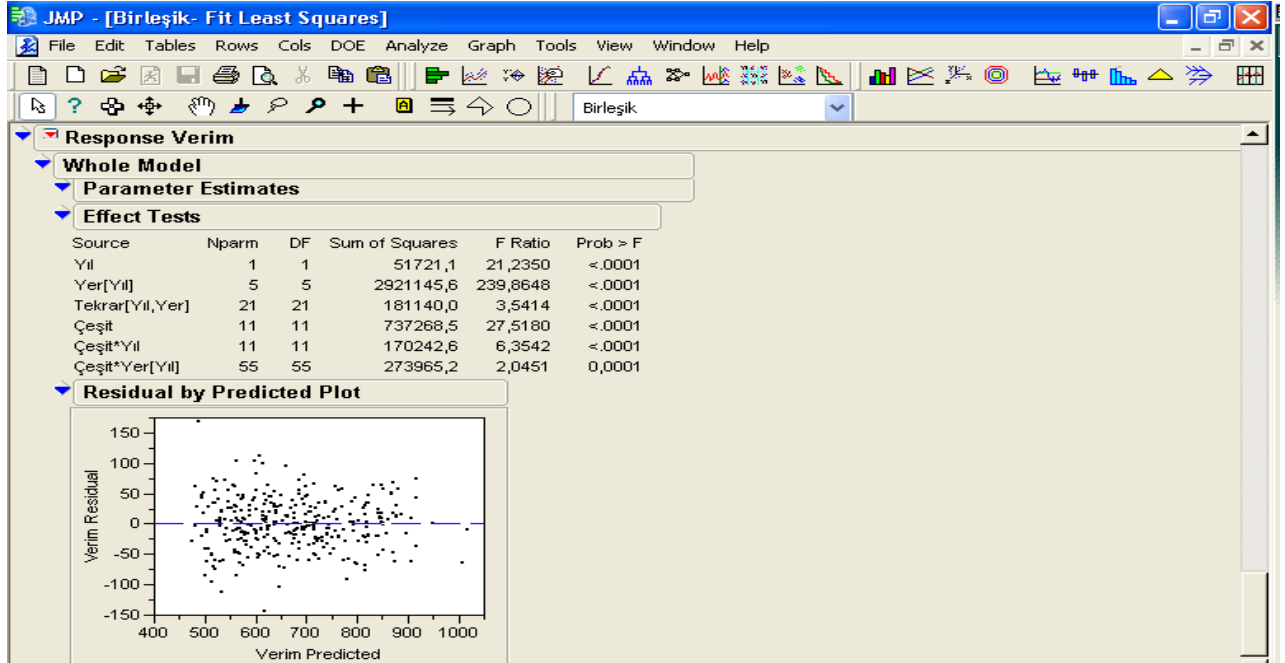 JMP - [Birleşik- Fit Least Squares]
File Edit Tables Rows Cols DOE Analyze Graph Tools View Window Help
Birleşik
Response Verim
Whole Model
Parameter Estimates
Effect Tests
Source Nparm DF Sum of Squares F Ratio Prob > F
Yıl 1 1 51721,1 21,2350 <.0001
Yer[Yıl] 5 5 2921145,6 239,8648 <.0001
Tekrar[Yıl,Yer] 21 21 181140,0 3,5414 <.0001
Çeşit 11 11 737268,5 27,5180 <.0001
Çeşit*Yıl 11 11 170242,6 6,3542 <.0001
Çeşit*Yer[Yıl] 55 55 273965,2 2,0451 0,0001
Residual by Predicted Plot
150
100
50
0
-50
-100
-150
Verim Residual
400 500 600 700 800 900 1000
Verim Predicted